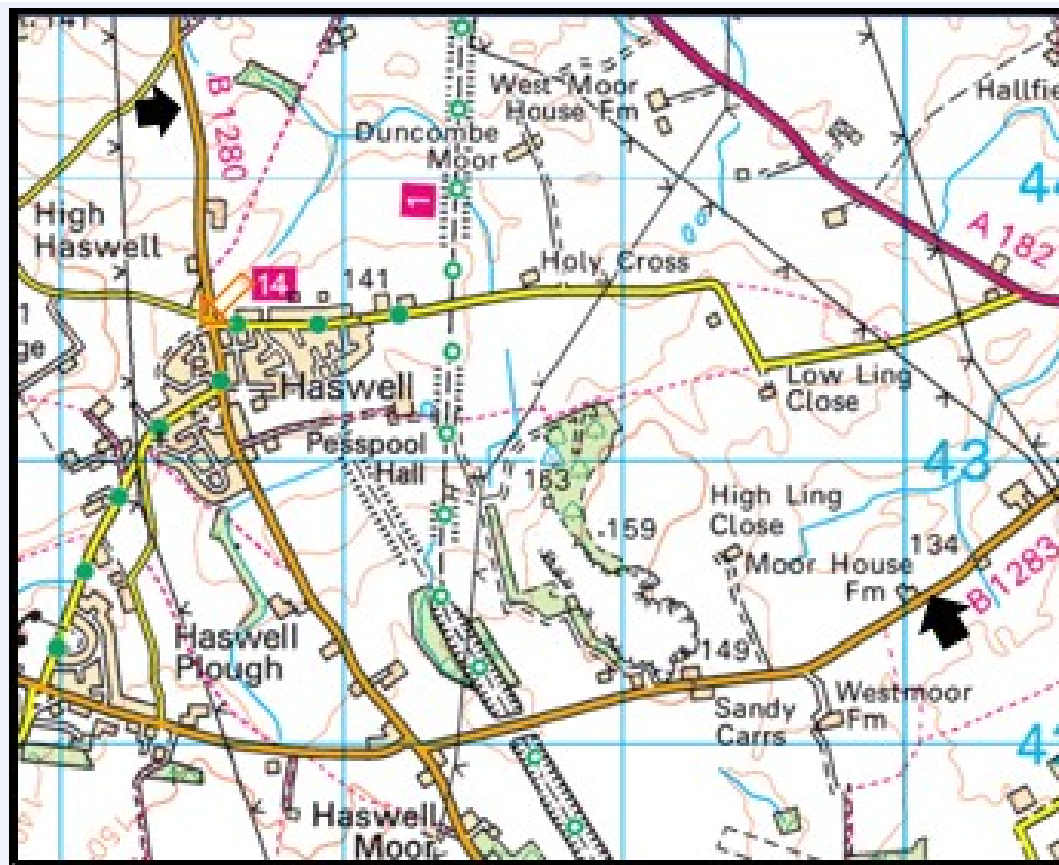 B 1280
West Moor
House Fm
Hallfie
Duncombe
Moor
44
1
High
Haswell
A 182
Holy Cross
14
141
ge
Haswell
Low Ling
Close
Pesspool
Hall
43
163
High Ling
Close
159
134
Moor House
Fm
B 1283
Haswell
Plough
149
Westmoor
Fm
Sandy
Carrs
Haswell
Moor
150